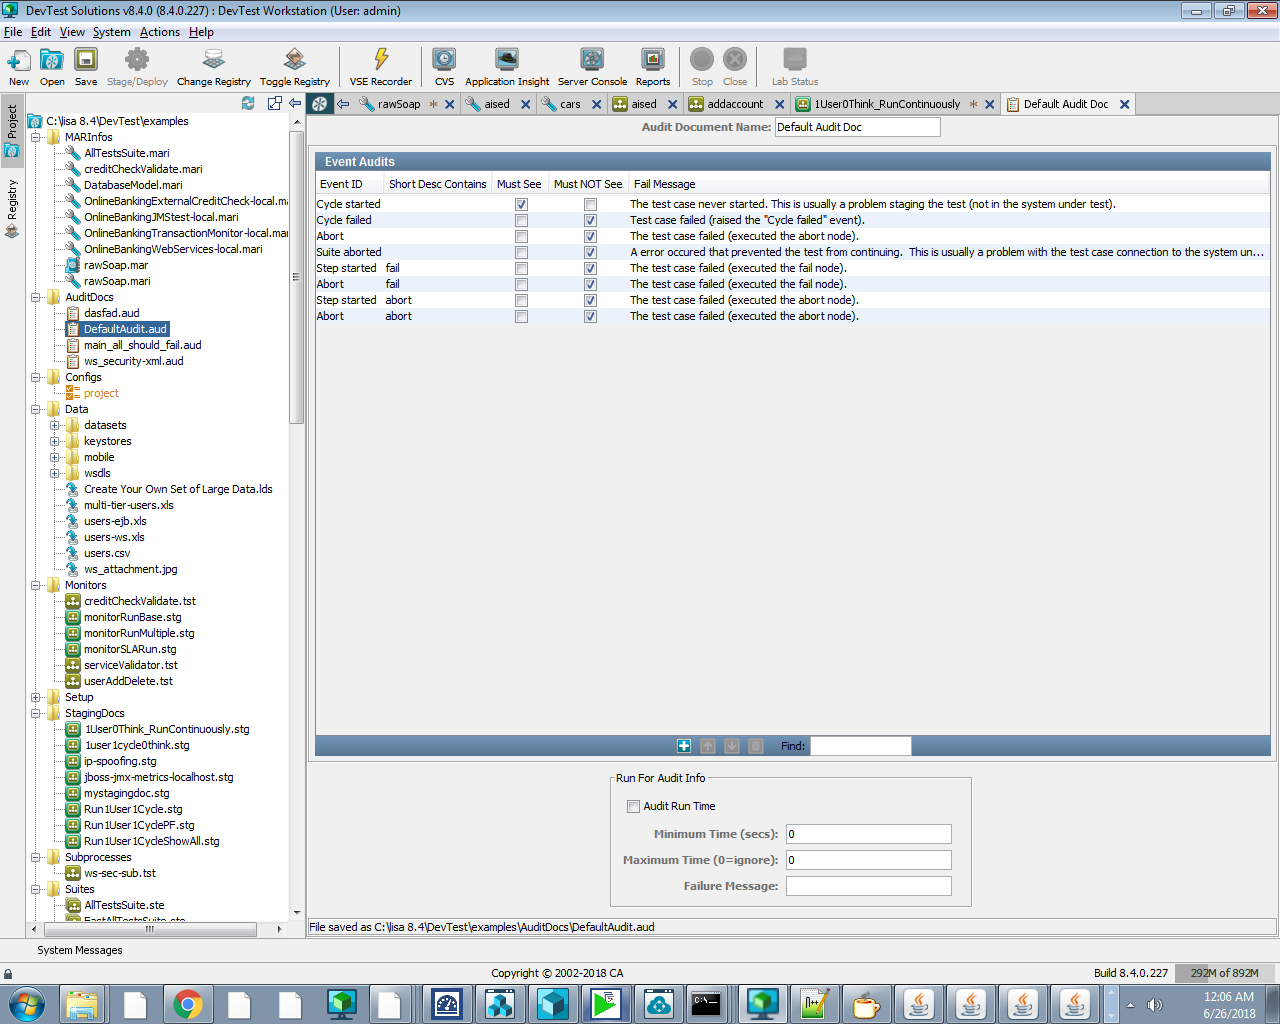 DevTest Solutions v8.4.0 (8.4.0.227) : DevTest Workstation (User: admin)
File Edit View System Actions Help
New Open Save Stage/Deploy Change Registry Toggle Registry VSE Recorder CVS Application Insight Server Console Reports Stop Close Lab Status
rawSoap aised cars aised addaccount 1User0Think_RunContinuously Default Audit Doc
Project
Registry
C:\lisa 8.4\DevTest\examples
MARInfos
AllTestsSuite.mari
creditCheckValidate.mari
DatabaseModel.mari
OnlineBankingExternalCreditCheck-local.ma
OnlineBankingJMStest-local.mari
OnlineBankingTransactionMonitor-local.mar
OnlineBankingWebServices-local.mari
rawSoap.mar
rawSoap.mari
AuditDocs
dasfad.aud
DefaultAudit.aud
main_all_should_fail.aud
ws_security-xml.aud
Configs
project
Data
datasets
keystores
mobile
wsdls
Create Your Own Set of Large Data.lds
multi-tier-users.xls
users-ejb.xls
users-ws.xls
users.csv
ws_attachment.jpg
Monitors
creditCheckValidate.tst
monitorRunBase.stg
monitorRunMultiple.stg
monitorSLARun.stg
serviceValidator.tst
userAddDelete.tst
Setup
StagingDocs
1User0Think_RunContinuously.stg
1user1cycle0think.stg
ip-spoofing.stg
jboss-jmx-metrics-localhost.stg
mystagingdoc.stg
Run1User1Cycle.stg
Run1User1CyclePF.stg
Run1User1CycleShowAll.stg
Subprocesses
ws-sec-sub.tst
Suites
AllTestsSuite.ste
FastAllTestsSuite.ste
Audit Document Name: Default Audit Doc
Event Audits
Event ID Short Desc Contains Must See Must NOT See Fail Message
Cycle started The test case never started. This is usually a problem staging the test (not in the system under test).
Cycle failed Test case failed (raised the "Cycle failed" event).
Abort The test case failed (executed the abort node).
Suite aborted A error occured that prevented the test from continuing. This is usually a problem with the test case connection to the system un...
Step started fail The test case failed (executed the fail node).
Abort fail The test case failed (executed the fail node).
Step started abort The test case failed (executed the abort node).
Abort abort The test case failed (executed the abort node).
Find:
Run For Audit Info
Audit Run Time
Minimum Time (secs): 0
Maximum Time (0=ignore): 0
Failure Message:
File saved as C:\lisa 8.4\DevTest\examples\AuditDocs\DefaultAudit.aud
System Messages
Copyright © 2002-2018 CA
Build 8.4.0.227 292M of 892M
12:06 AM
6/26/2018